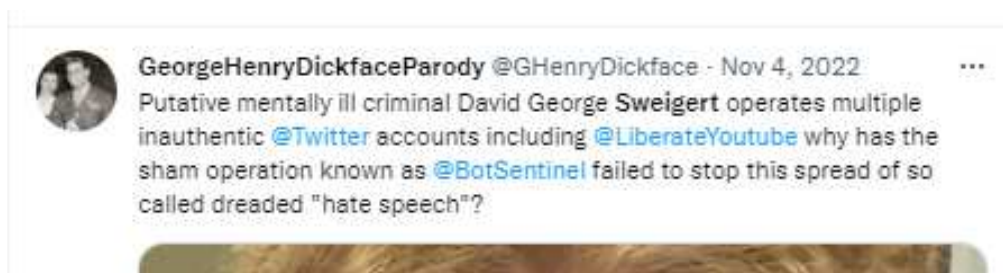 GeorgeHenryDickfaceParody @GHenryDickface · Nov 4, 2022 ...
Putative mentally ill criminal David George Sweigert operates multiple
inauthentic @Twitter accounts including @LiberateYoutube why has the
sham operation known as @BotSentinel failed to stop this spread of so
called dreaded "hate speech"?